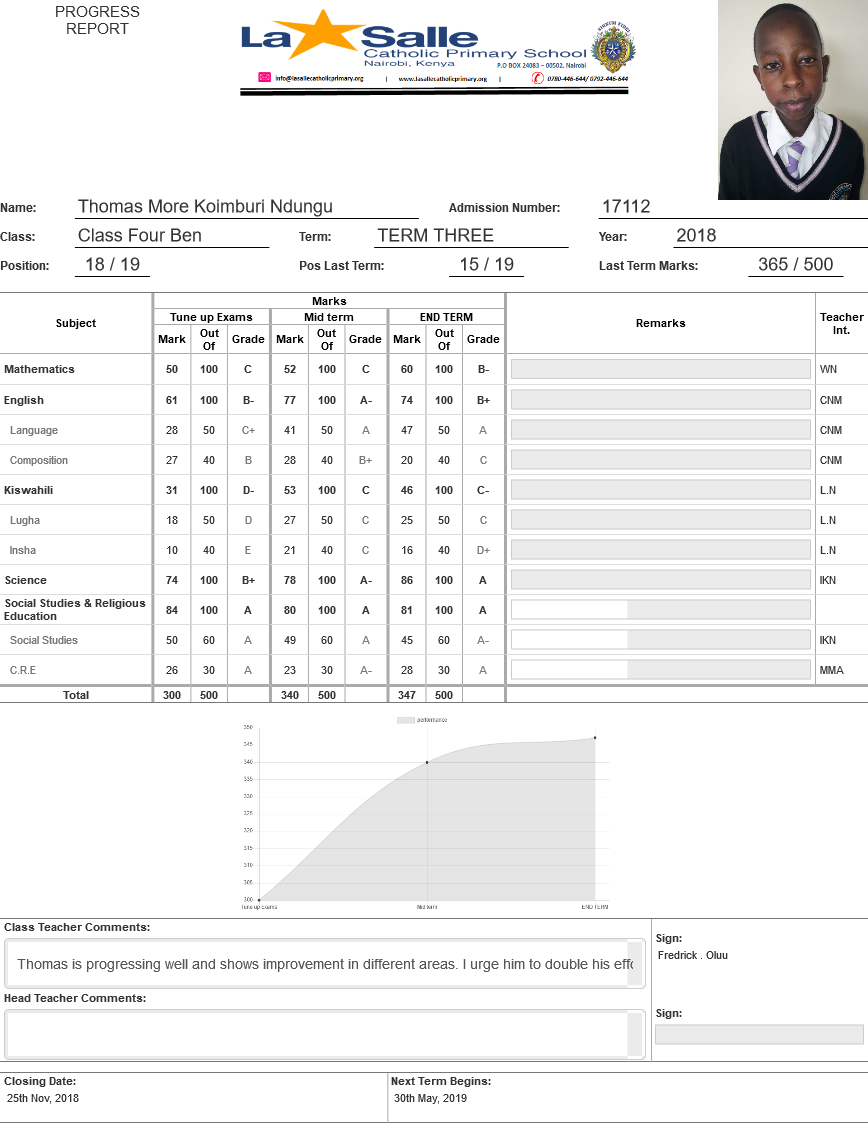 PROGRESS
REPORT
La Salle
Catholic Primary School
Nairobi, Kenya
P.O BOX 24083 – 00502, Nairobi
info@lasallecatholicprimary.org | www.lasallecatholicprimary.org | 0780-446-644/ 0792-446-644
Name: Thomas More Koimburi Ndungu Admission Number: 17112
Class: Class Four Ben Term: TERM THREE Year: 2018
Position: 18 / 19 Pos Last Term: 15 / 19 Last Term Marks: 365 / 500
Marks
Subject Tune up Exams Mid term END TERM Remarks Teacher Int.
Mark Out Of Grade Mark Out Of Grade Mark Out Of Grade
Mathematics 50 100 C 52 100 C 60 100 B- WN
English 61 100 B- 77 100 A- 74 100 B+ CNM
Language 28 50 C+ 41 50 A 47 50 A CNM
Composition 27 40 B 28 40 B+ 20 40 C CNM
Kiswahili 31 100 D- 53 100 C 46 100 C- L.N
Lugha 18 50 D 27 50 C 25 50 C L.N
Insha 10 40 E 21 40 C 16 40 D+ L.N
Science 74 100 B+ 78 100 A- 86 100 A IKN
Social Studies & Religious
Education 84 100 A 80 100 A 81 100 A
Social Studies 50 60 A 49 60 A 45 60 A- IKN
C.R.E 26 30 A 23 30 A- 28 30 A MMA
Total 300 500 340 500 347 500
performance
350
345
340
335
330
325
320
315
310
305
300
Tune up Exams Mid term END TERM
Class Teacher Comments:
Thomas is progressing well and shows improvement in different areas. I urge him to double his
Sign:
Fredrick . Oluu
Head Teacher Comments:
Sign:
Closing Date:
25th Nov, 2018
Next Term Begins:
30th May, 2019